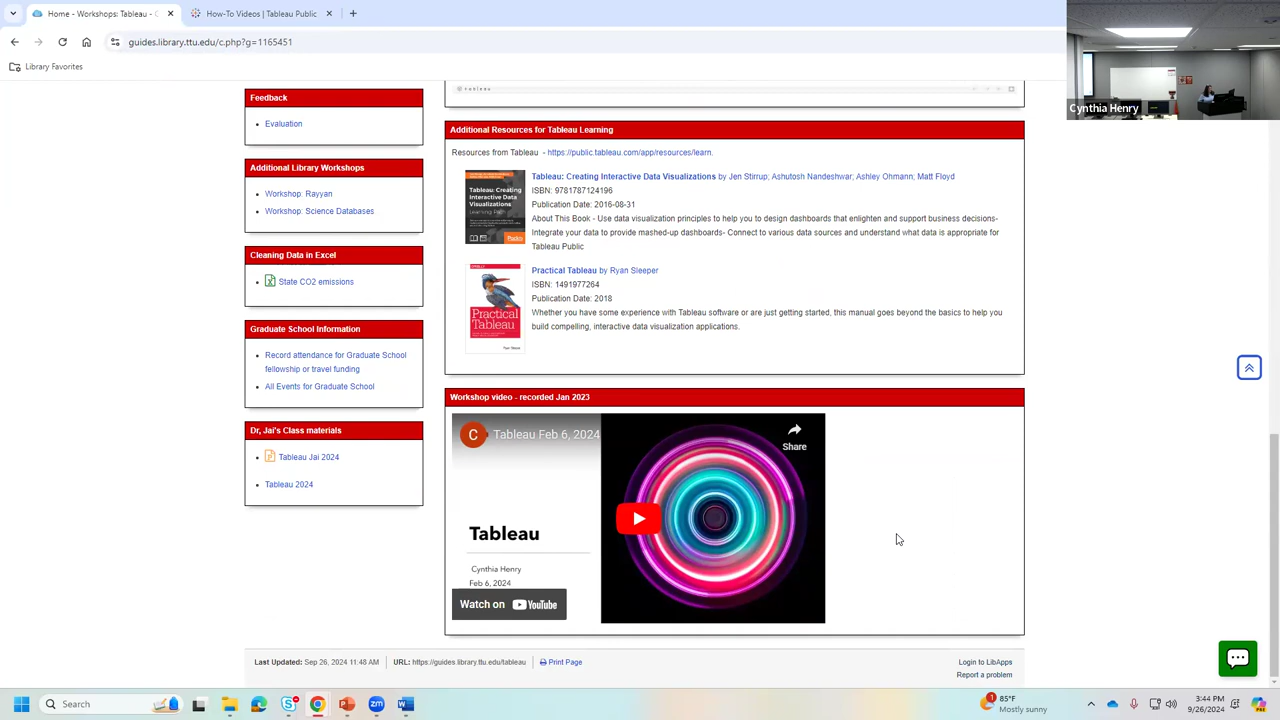 Home - Workshops: Tableau - 
How-To Videos | Tableau Public
guides.library.ttu.edu/c.php?g=1165451
Library Favorites
Cynthia Henry
Feedback
Evaluation
Additional Library Workshops
Workshop: Rayyan
Workshop: Science Databases
Cleaning Data in Excel
State CO2 emissions
Graduate School Information
Record attendance for Graduate School
fellowship or travel funding
All Events for Graduate School
Dr, Jai's Class materials
Tableau Jai 2024
Tableau 2024
Additional Resources for Tableau Learning
Resources from Tableau - https://public.tableau.com/app/resources/learn.
Tableau: Creating
Interactive Data
Visualizations
Learning Path
Packt
Tableau: Creating Interactive Data Visualizations by Jen Stirrup; Ashutosh Nandeshwar; Ashley Ohmann; Matt Floyd
ISBN: 9781787124196
Publication Date: 2016-08-31
About This Book - Use data visualization principles to help you to design dashboards that enlighten and support business decisions-
Integrate your data to provide mashed-up dashboards- Connect to various data sources and understand what data is appropriate for
Tableau Public
Practical
Tableau
Practical Tableau by Ryan Sleeper
ISBN: 1491977264
Publication Date: 2018
Whether you have some experience with Tableau software or are just getting started, this manual goes beyond the basics to help you
build compelling, interactive data visualization applications.
Workshop video - recorded Jan 2023
C
Tableau Feb 6, 2024
Share
Tableau
Cynthia Henry
Feb 6, 2024
Watch on YouTube
Last Updated: Sep 26, 2024 11:48 AM
URL: https://guides.library.ttu.edu/tableau
Print Page
Login to LibApps
Report a problem
Search
1
85°F
Mostly sunny
3:44 PM
9/26/2024